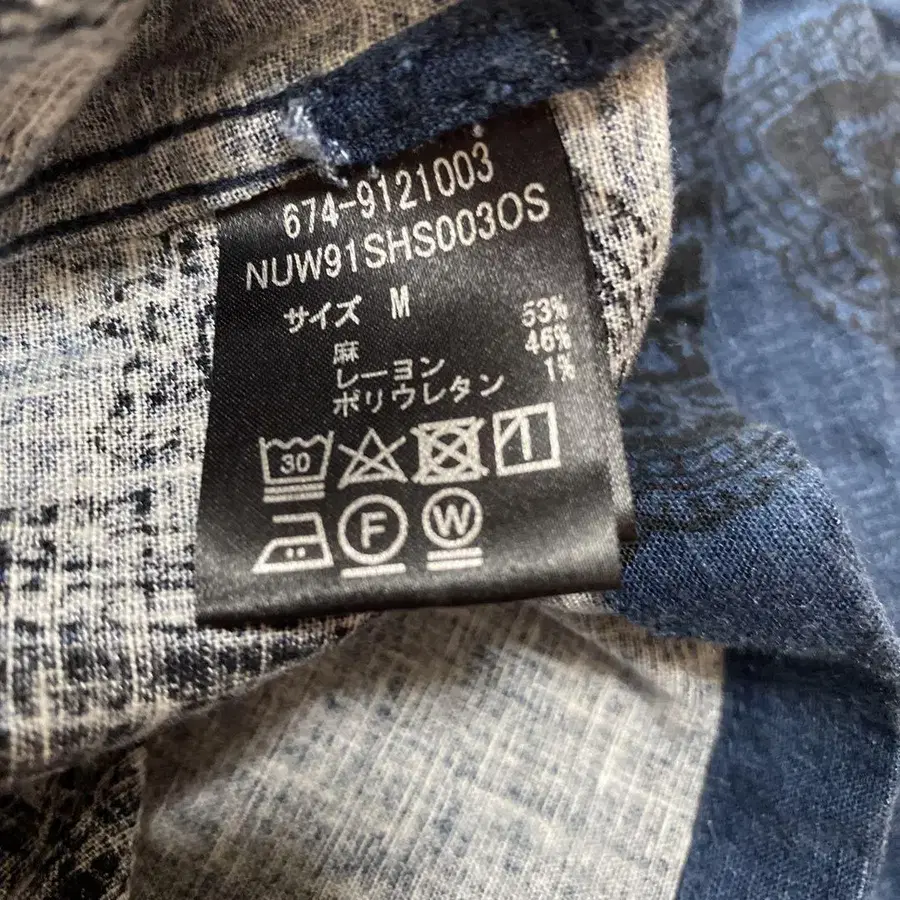 674-9121003
NUW91SHS003OS
サイズ M
麻 53%
レーヨン 46%
ポリウレタン 1%
30
F
W